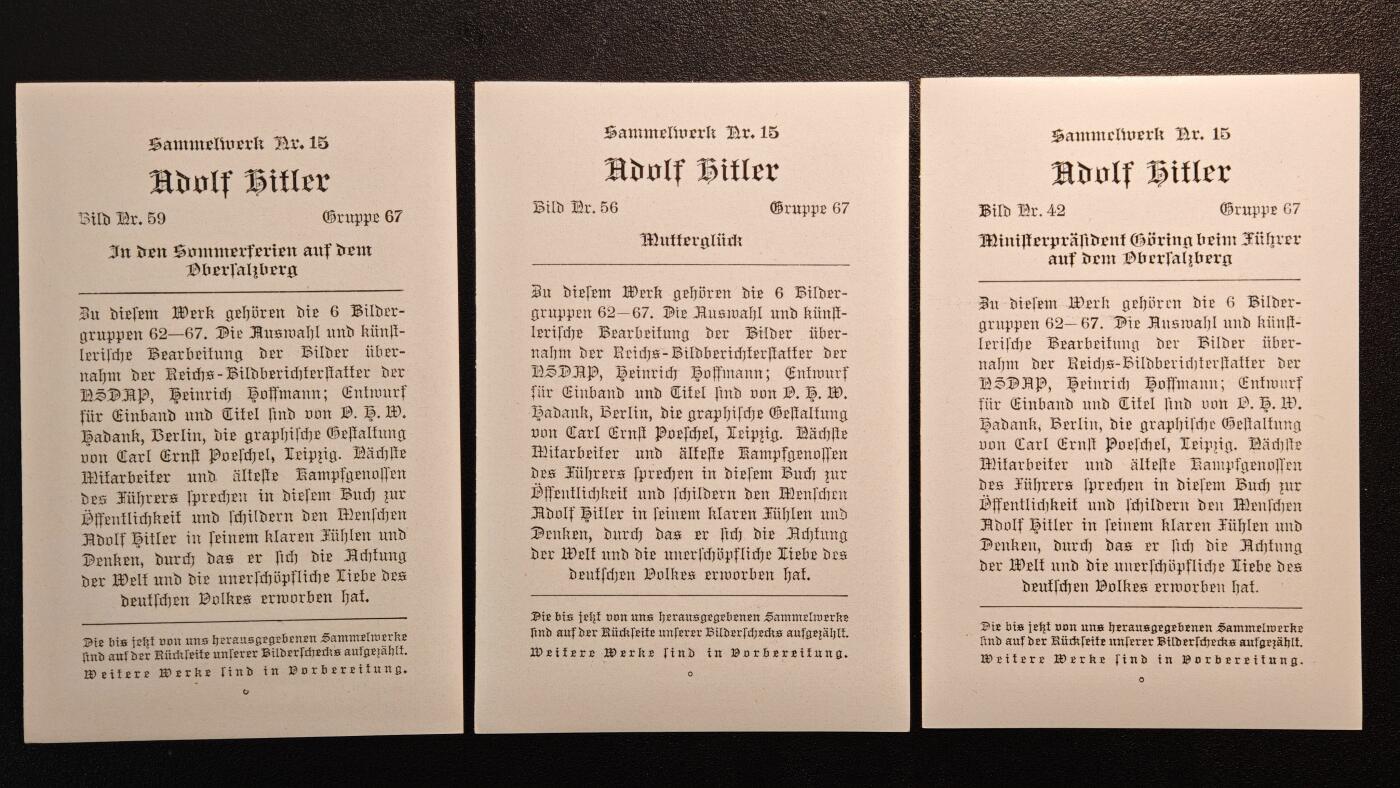 Sammelwerk Nr. 15
Adolf Hitler
Bild Nr. 59 Gruppe 67
In den Sommerferien auf dem
Obersalzberg
Zu diesem Werk gehören die 6 Bilder-
gruppen 62—67. Die Auswahl und künst-
lerische Bearbeitung der Bilder über-
nahm der Reichs-Bildberichterstatter der
NSDAP, Heinrich Hoffmann; Entwurf
für Einband und Titel sind von O. H. W.
Hadank, Berlin, die graphische Gestaltung
von Carl Ernst Poeschel, Leipzig. Nächste
Mitarbeiter und älteste Kampfgenossen
des Führers sprechen in diesem Buch zur
Öffentlichkeit und schildern den Menschen
Adolf Hitler in seinem klaren Fühlen und
Denken, durch das er sich die Achtung
der Welt und die unerschöpfliche Liebe des
deutschen Volkes erworben hat.
Die bis jetzt von uns herausgegebenen Sammelwerke
sind auf der Rückseite unserer Bilderschecks aufgezählt.
Weitere Werke sind in Vorbereitung.
Sammelwerk Nr. 15
Adolf Hitler
Bild Nr. 56 Gruppe 67
Mutterglück
Zu diesem Werk gehören die 6 Bilder-
gruppen 62—67. Die Auswahl und künst-
lerische Bearbeitung der Bilder über-
nahm der Reichs-Bildberichterstatter der
NSDAP, Heinrich Hoffmann; Entwurf
für Einband und Titel sind von O. H. W.
Hadank, Berlin, die graphische Gestaltung
von Carl Ernst Poeschel, Leipzig. Nächste
Mitarbeiter und älteste Kampfgenossen
des Führers sprechen in diesem Buch zur
Öffentlichkeit und schildern den Menschen
Adolf Hitler in seinem klaren Fühlen und
Denken, durch das er sich die Achtung
der Welt und die unerschöpfliche Liebe des
deutschen Volkes erworben hat.
Die bis jetzt von uns herausgegebenen Sammelwerke
sind auf der Rückseite unserer Bilderschecks aufgezählt.
Weitere Werke sind in Vorbereitung.
Sammelwerk Nr. 15
Adolf Hitler
Bild Nr. 42 Gruppe 67
Ministerpräsident Göring beim Führer
auf dem Obersalzberg
Zu diesem Werk gehören die 6 Bilder-
gruppen 62—67. Die Auswahl und künst-
lerische Bearbeitung der Bilder über-
nahm der Reichs-Bildberichterstatter der
NSDAP, Heinrich Hoffmann; Entwurf
für Einband und Titel sind von O. H. W.
Hadank, Berlin, die graphische Gestaltung
von Carl Ernst Poeschel, Leipzig. Nächste
Mitarbeiter und älteste Kampfgenossen
des Führers sprechen in diesem Buch zur
Öffentlichkeit und schildern den Menschen
Adolf Hitler in seinem klaren Fühlen und
Denken, durch das er sich die Achtung
der Welt und die unerschöpfliche Liebe des
deutschen Volkes erworben hat.
Die bis jetzt von uns herausgegebenen Sammelwerke
sind auf der Rückseite unserer Bilderschecks aufgezählt.
Weitere Werke sind in Vorbereitung.